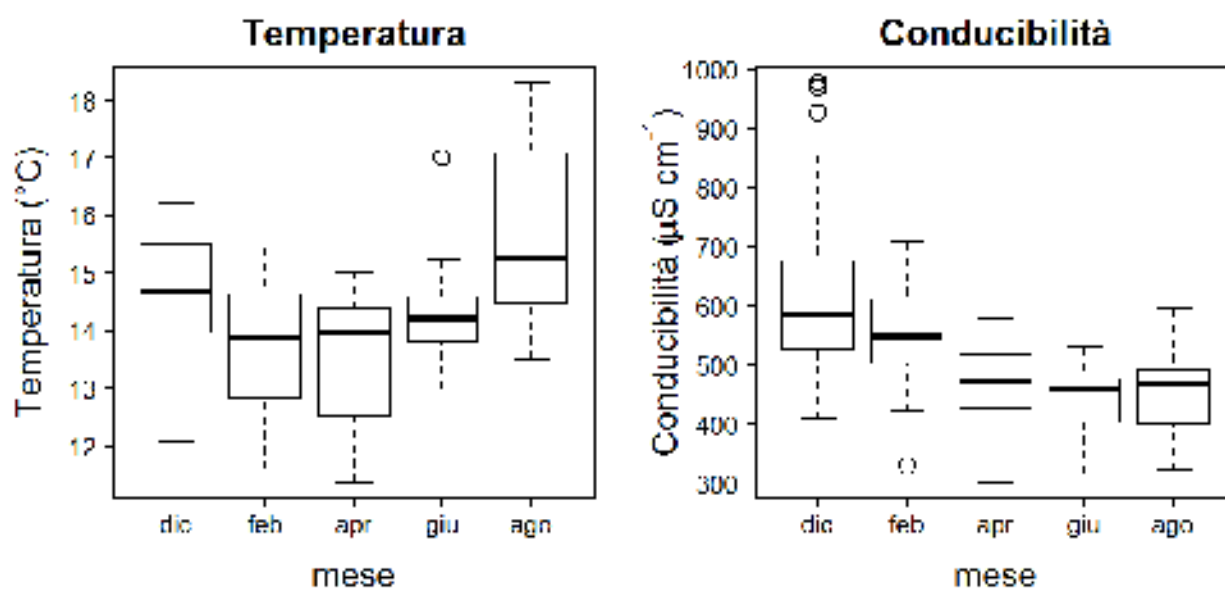 Temperatura
Temperatura (°C)
18
17
16
15
14
13
12
dic feb apr giu ago
mese
Conducibilità
Conducibilità (µS cm
1000
900
800
700
600
500
400
300
dic feb apr giu ago
mese